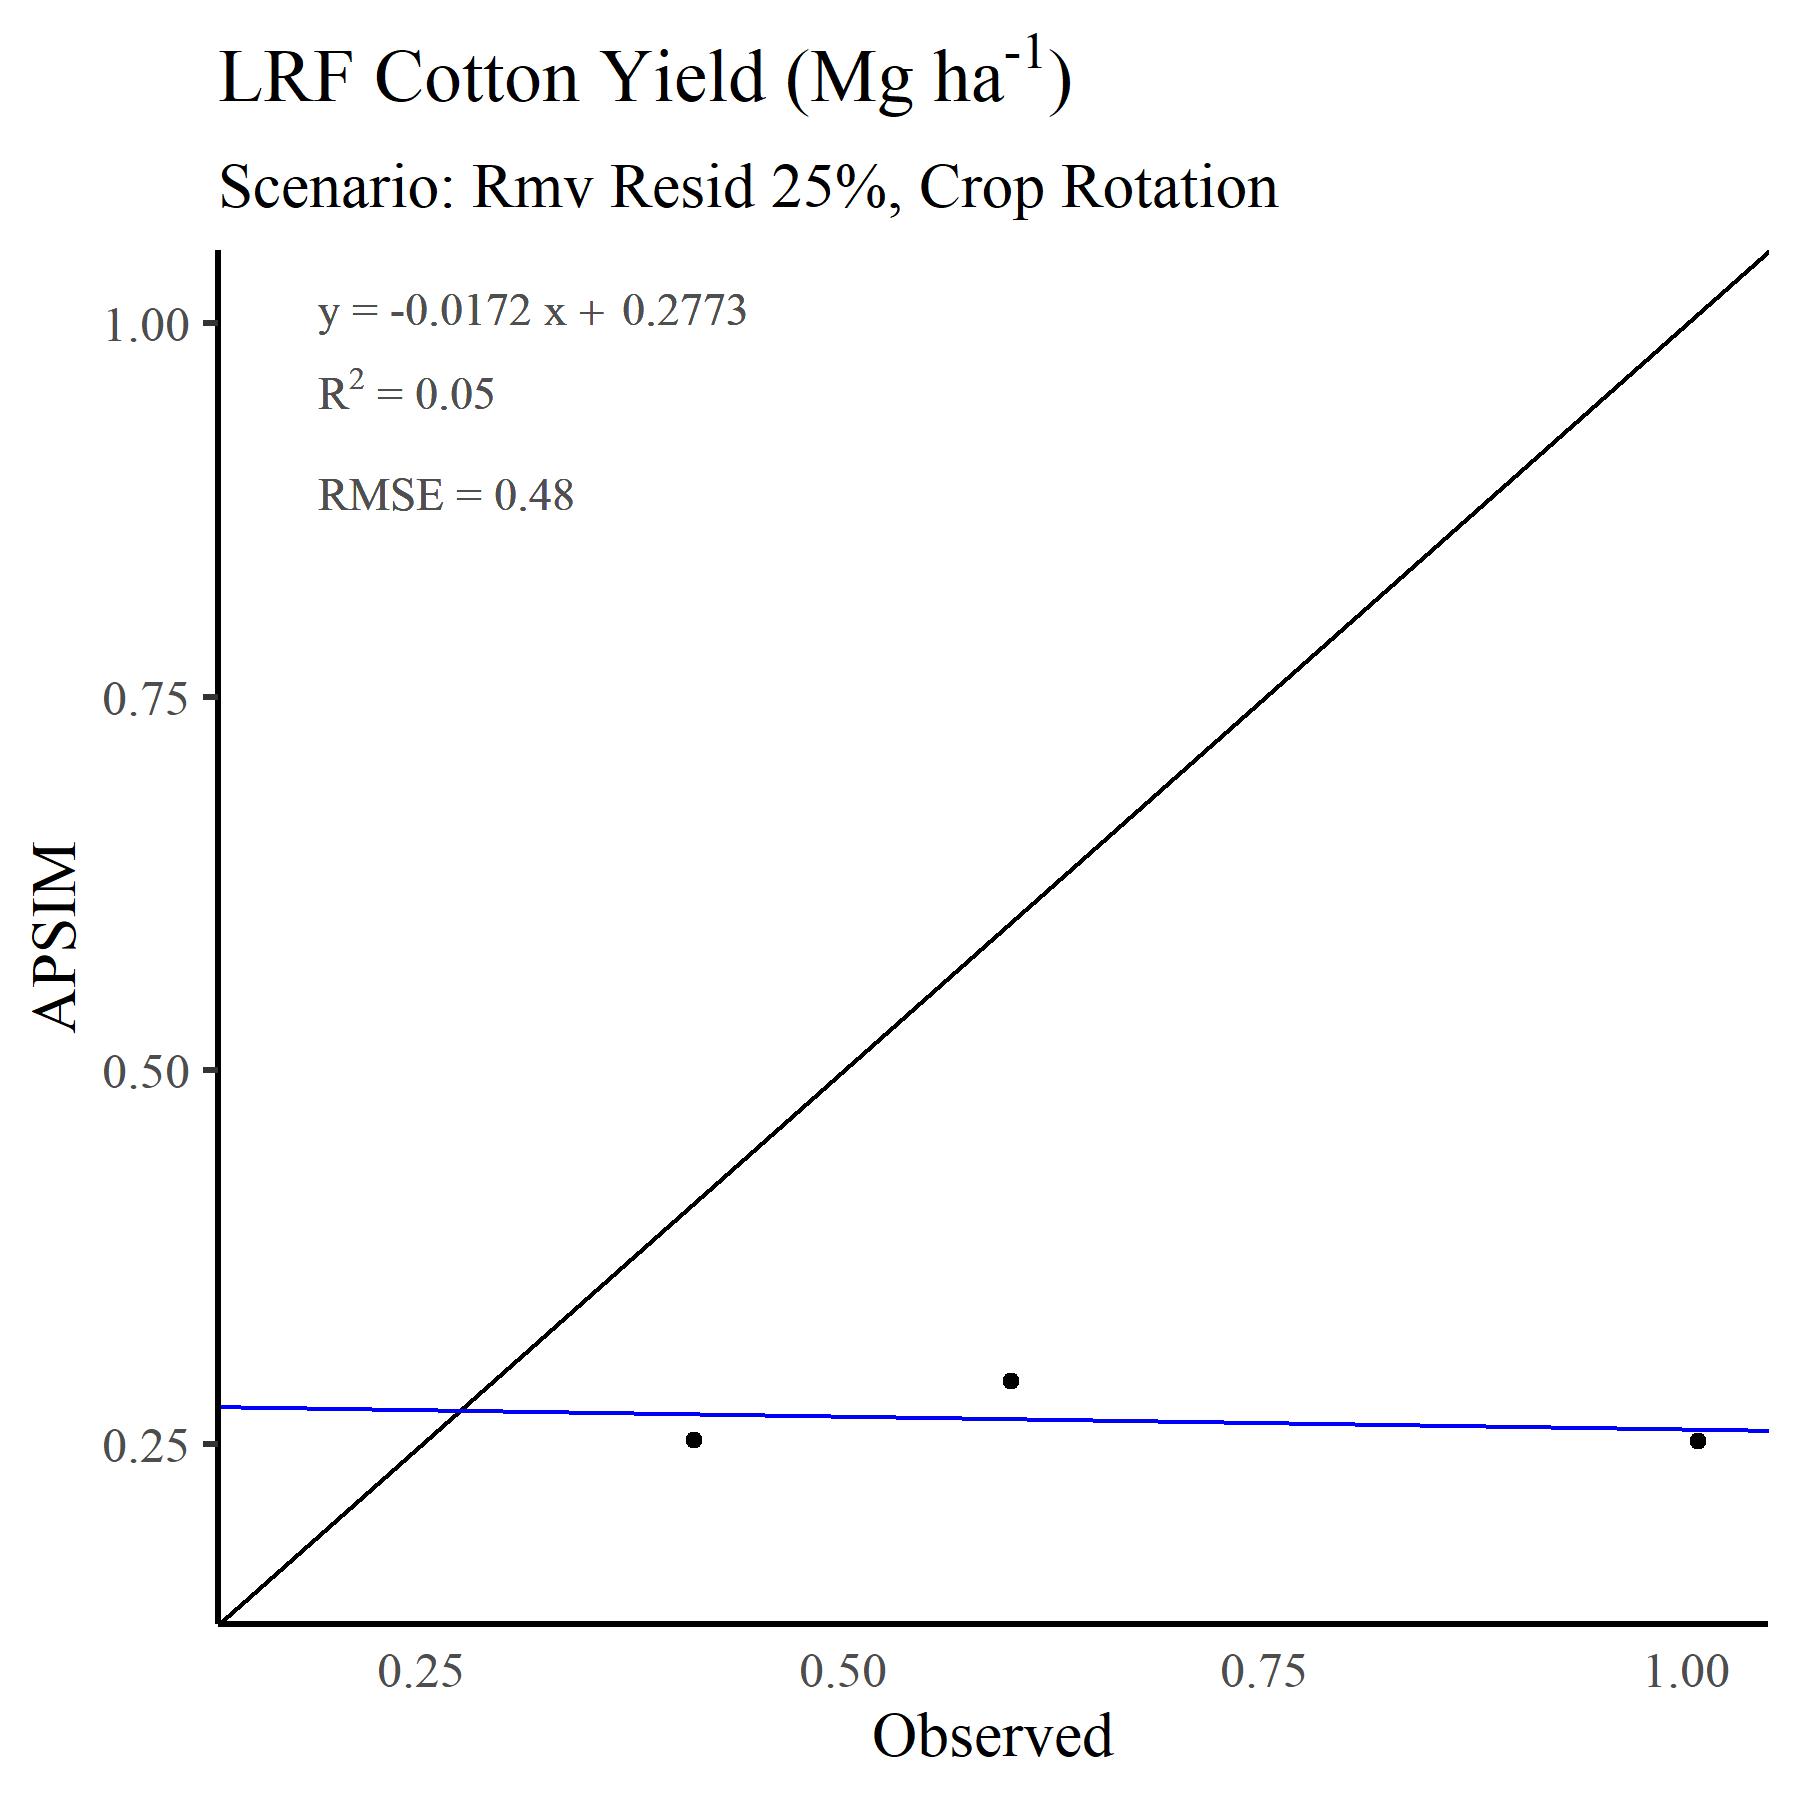 LRF Cotton Yield (Mg ha⁻¹)
Scenario: Rmv Resid 25%, Crop Rotation
y = -0.0172 x + 0.2773
R² = 0.05
RMSE = 0.48
1.00
0.75
0.50
0.25
APSIM
0.25 0.50 0.75 1.00
Observed